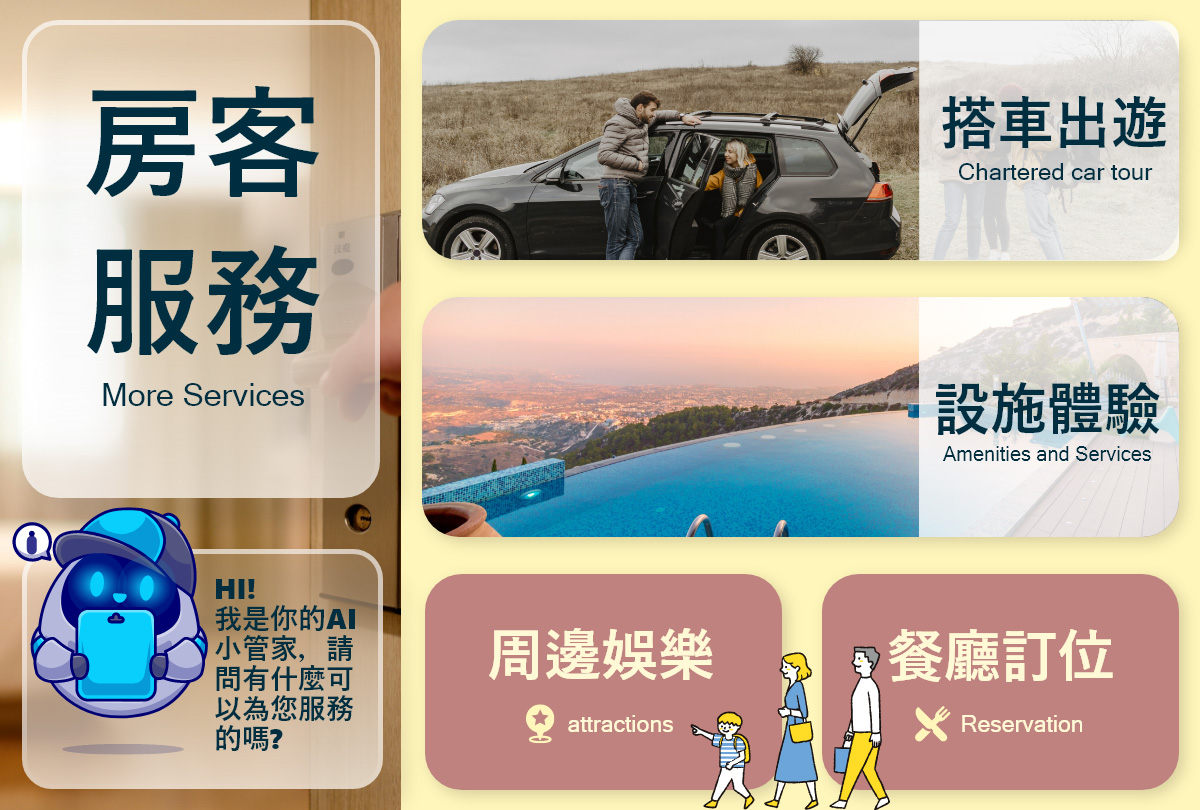 房客
服務
More Services
HI!
我是你的AI
小管家，請
問有什麼可
以為您服務
的嗎?
搭車出遊
Chartered car tour
設施體驗
Amenities and Services
周邊娛樂
attractions
餐廳訂位
Reservation